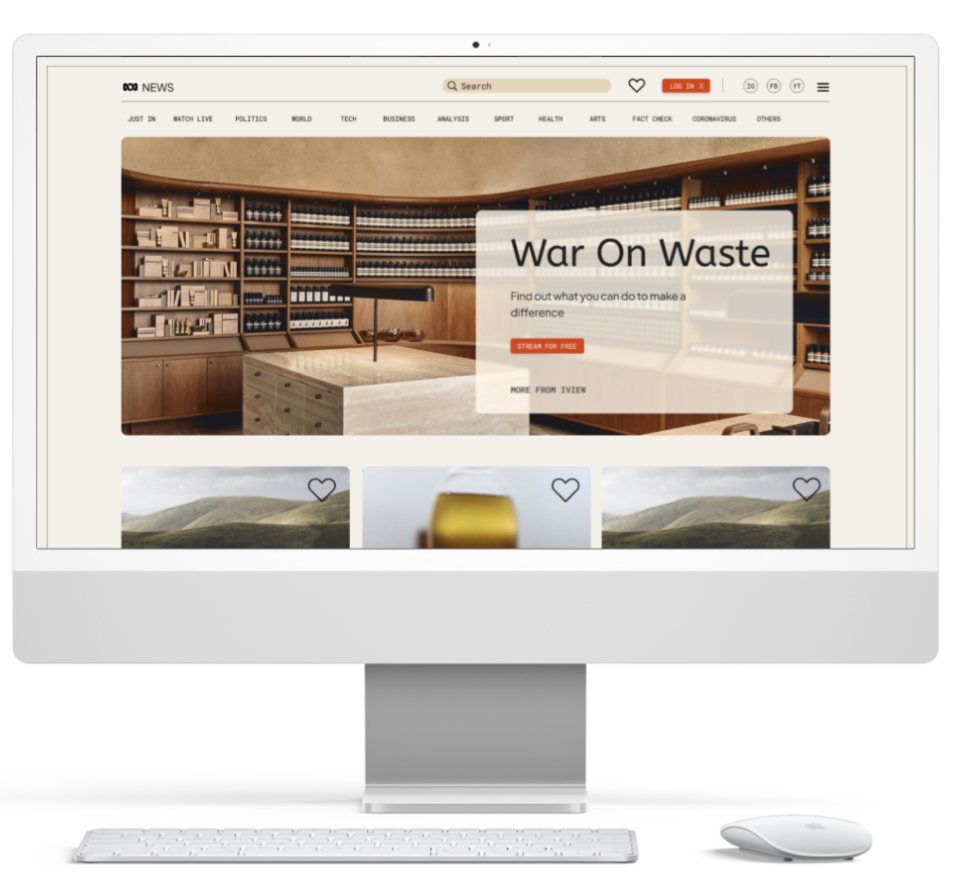 NEWS
Search
LOG IN
IG
FB
YT
JUST IN
WATCH LIVE
POLITICS
WORLD
TECH
BUSINESS
ANALYSIS
SPORT
HEALTH
ARTS
FACT CHECK
CORONAVIRUS
OTHERS
War On Waste
Find out what you can do to make a
difference
STREAM FOR FREE
MORE FROM IVIEW